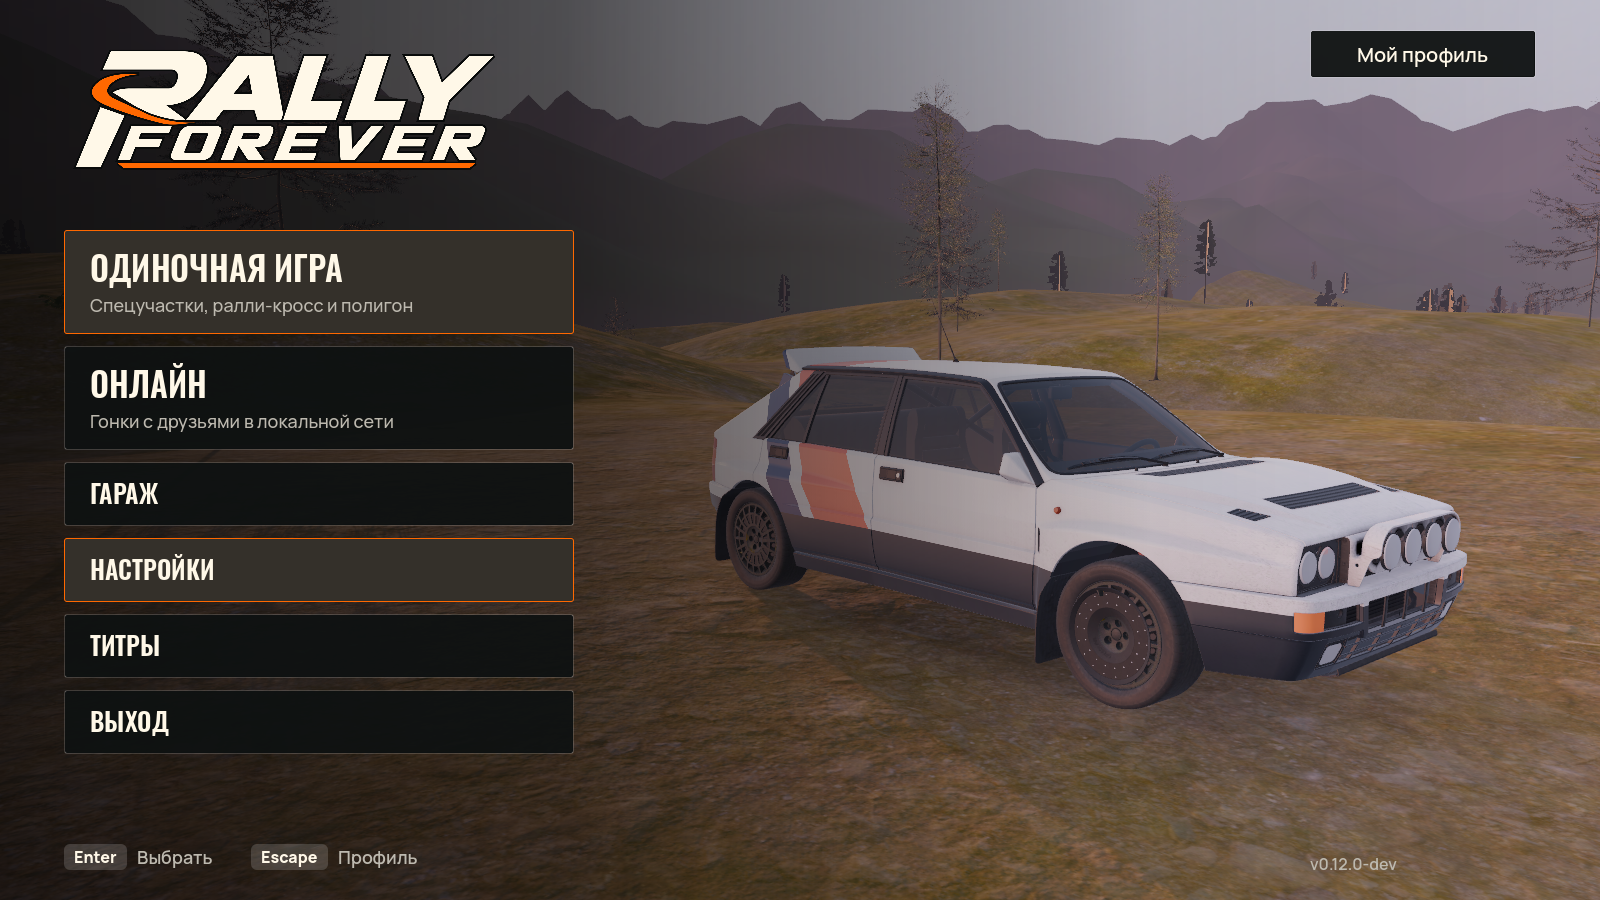 RALLY
FOREVER
Мой профиль
ОДИНОЧНАЯ ИГРА
Спецучастки, ралли-кросс и полигон
ОНЛАЙН
Гонки с друзьями в локальной сети
ГАРАЖ
НАСТРОЙКИ
ТИТРЫ
ВЫХОД
Enter Выбрать Escape Профиль
v0.12.0-dev